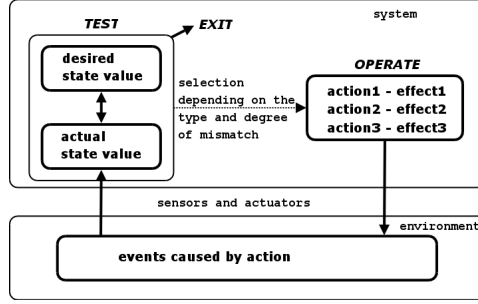 system
TEST
EXIT
desired
state value
actual
state value
selection
depending on the
type and degree
of mismatch
OPERATE
action1 - effect1
action2 - effect2
action3 - effect3
sensors and actuators
environment
events caused by action